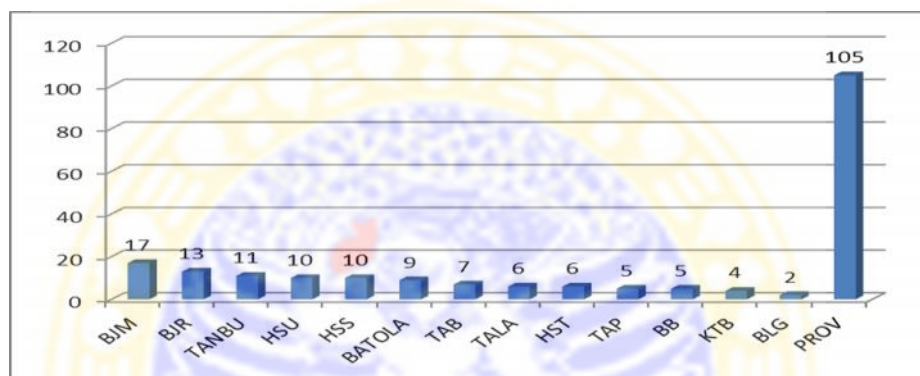 120
100
80
60
40
20
0
17
13
11
10
10
9
7
6
6
5
5
4
2
105
BJM
BJR
TANBU
HSU
HSS
BATOLA
TAB
TALA
HST
TAP
BB
KTB
BLG
PROV